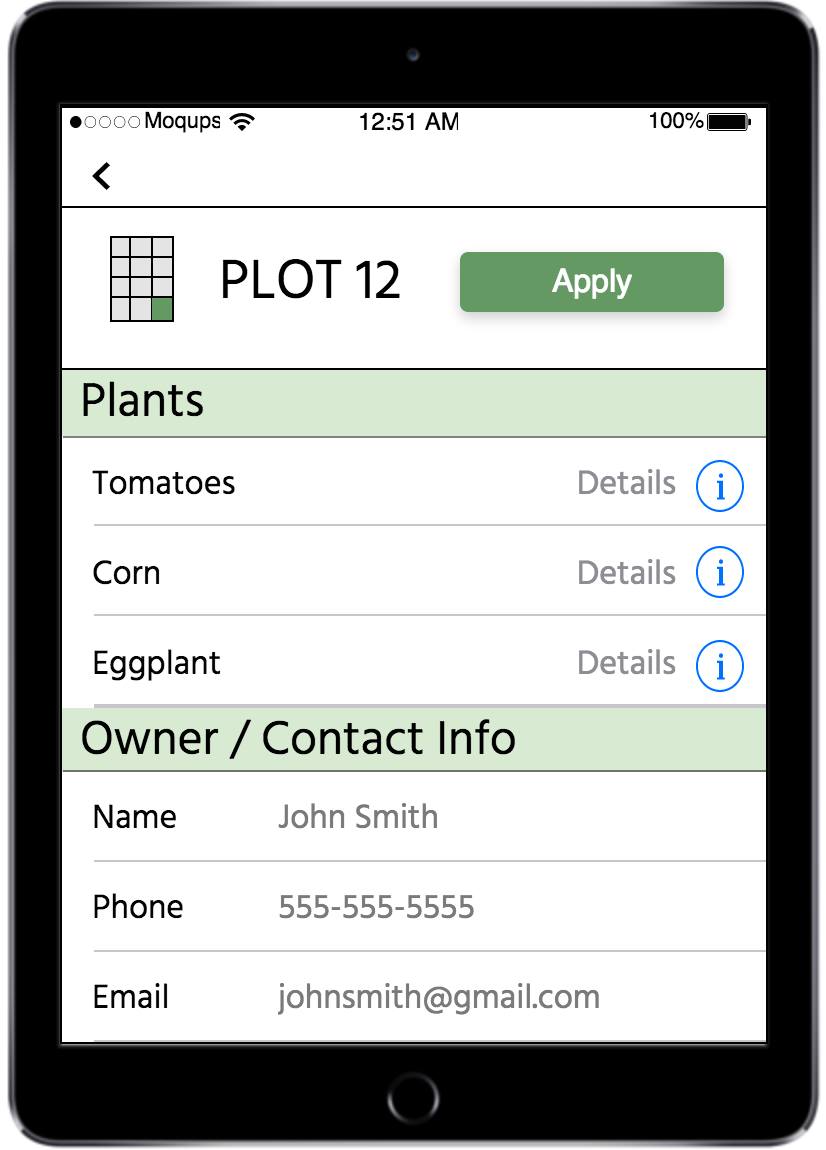 Moqups 12:51 AM 100%
PLOT 12 Apply
Plants
Tomatoes Details i
Corn Details i
Eggplant Details i
Owner / Contact Info
Name John Smith
Phone 555-555-5555
Email johnsmith@gmail.com